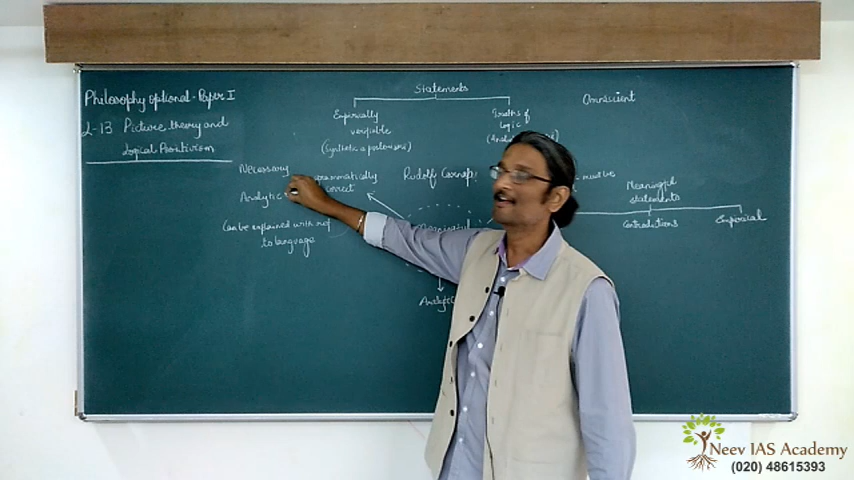 Philosophy optional - Paper I
L-13 Picture theory and
Logical Positivism
Statements
Empirically
verifiable
(Synthetic a posteriori)
Truths of
logic
Omniscient
Necessary
Analytic
Can be explained with ref
to language
grammatically
correct
Rudolf Carnap
must be
Meaningful
statements
Contradictions
Empirical
Neev IAS Academy
(020) 48615393